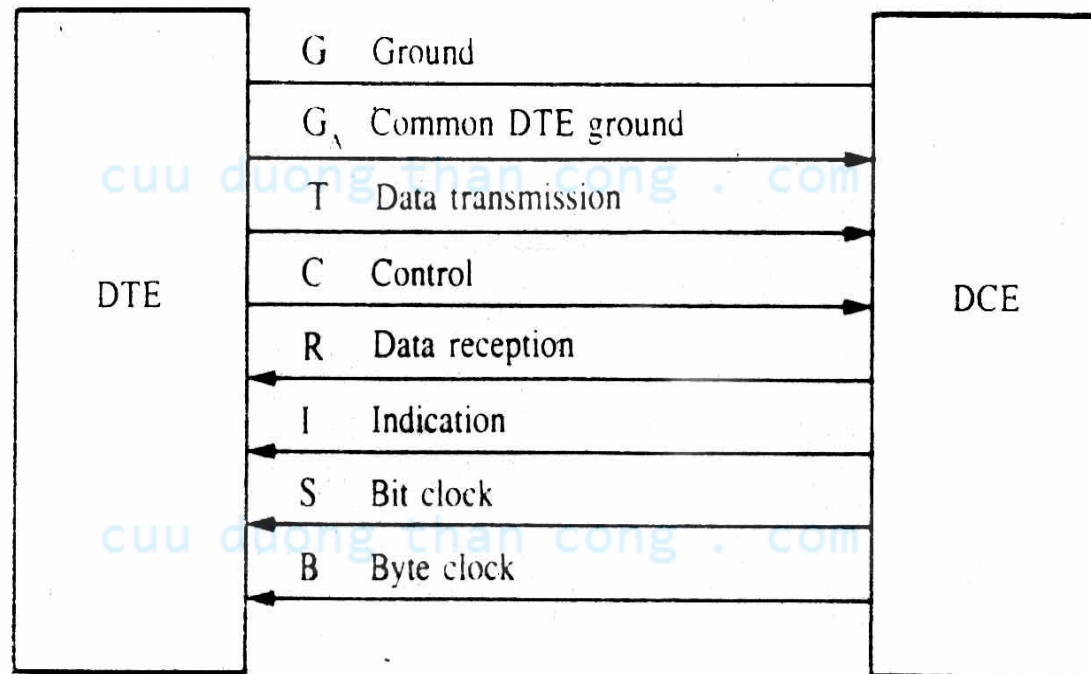 G Ground
G_A Common DTE ground
cuu duong than cong . com
T Data transmission
C Control
DTE
DCE
R Data reception
I Indication
S Bit clock
cuu duong than cong . com
B Byte clock